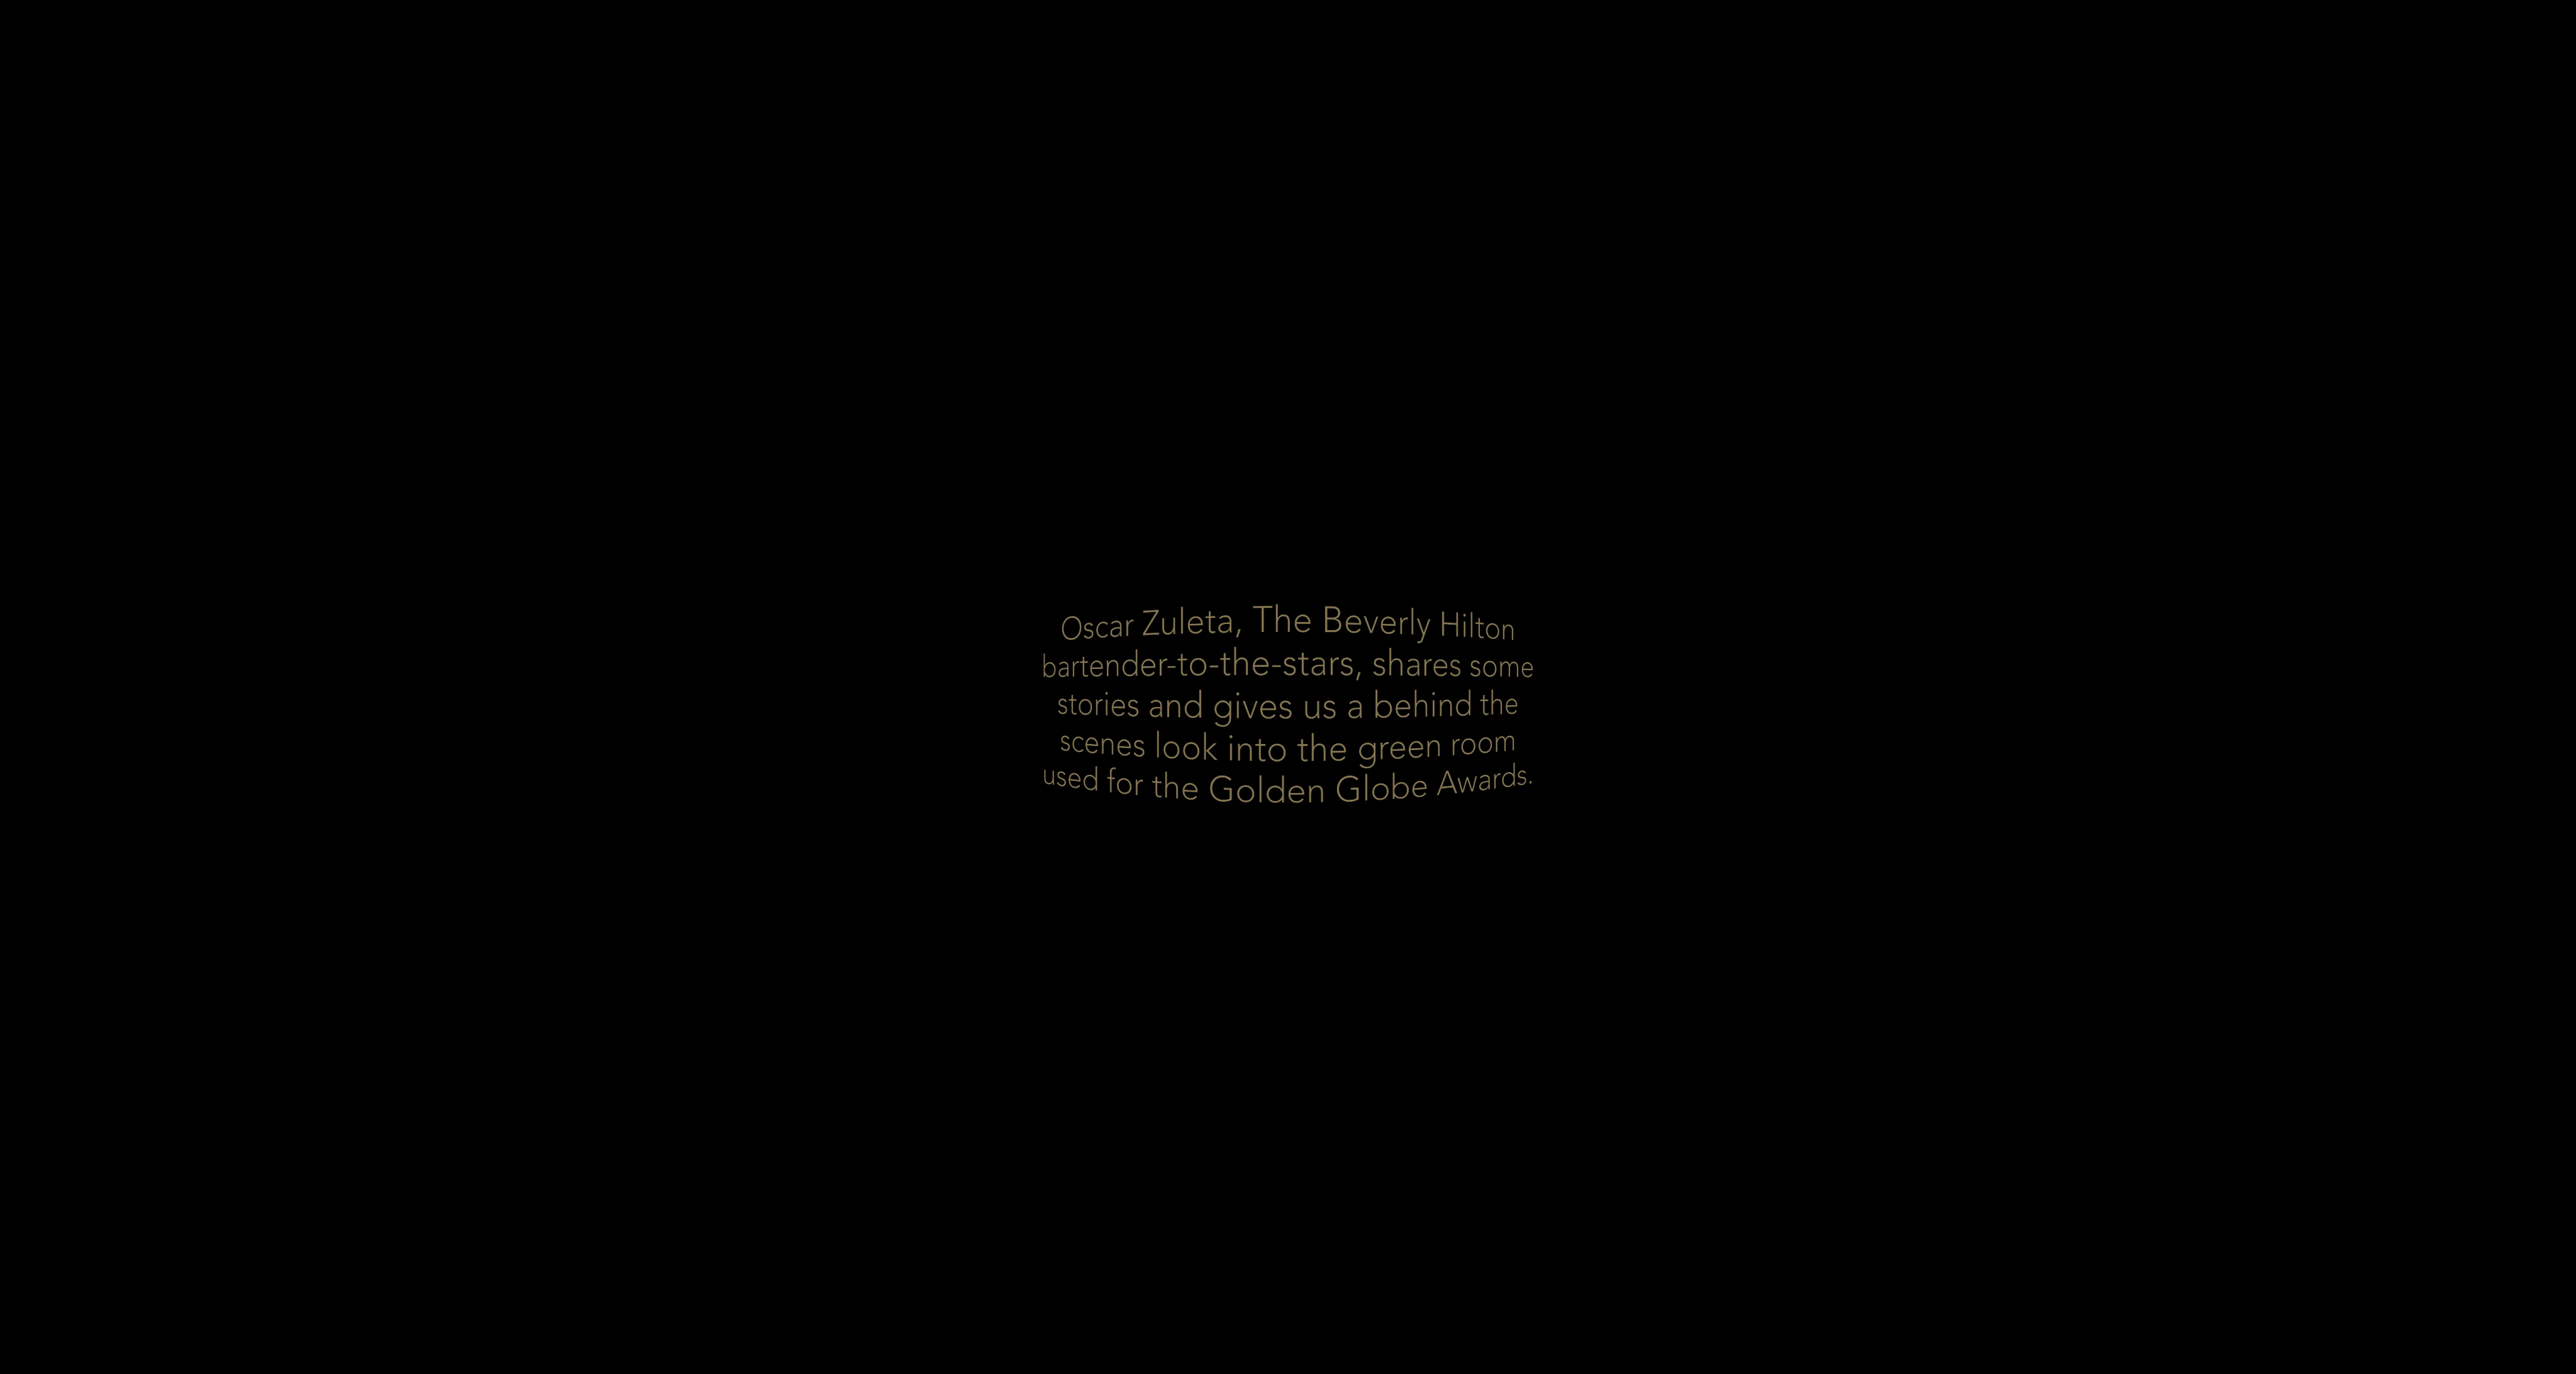 Oscar Zuleta, The Beverly Hilton
bartender-to-the-stars, shares some
stories and gives us a behind the
scenes look into the green room
used for the Golden Globe Awards.